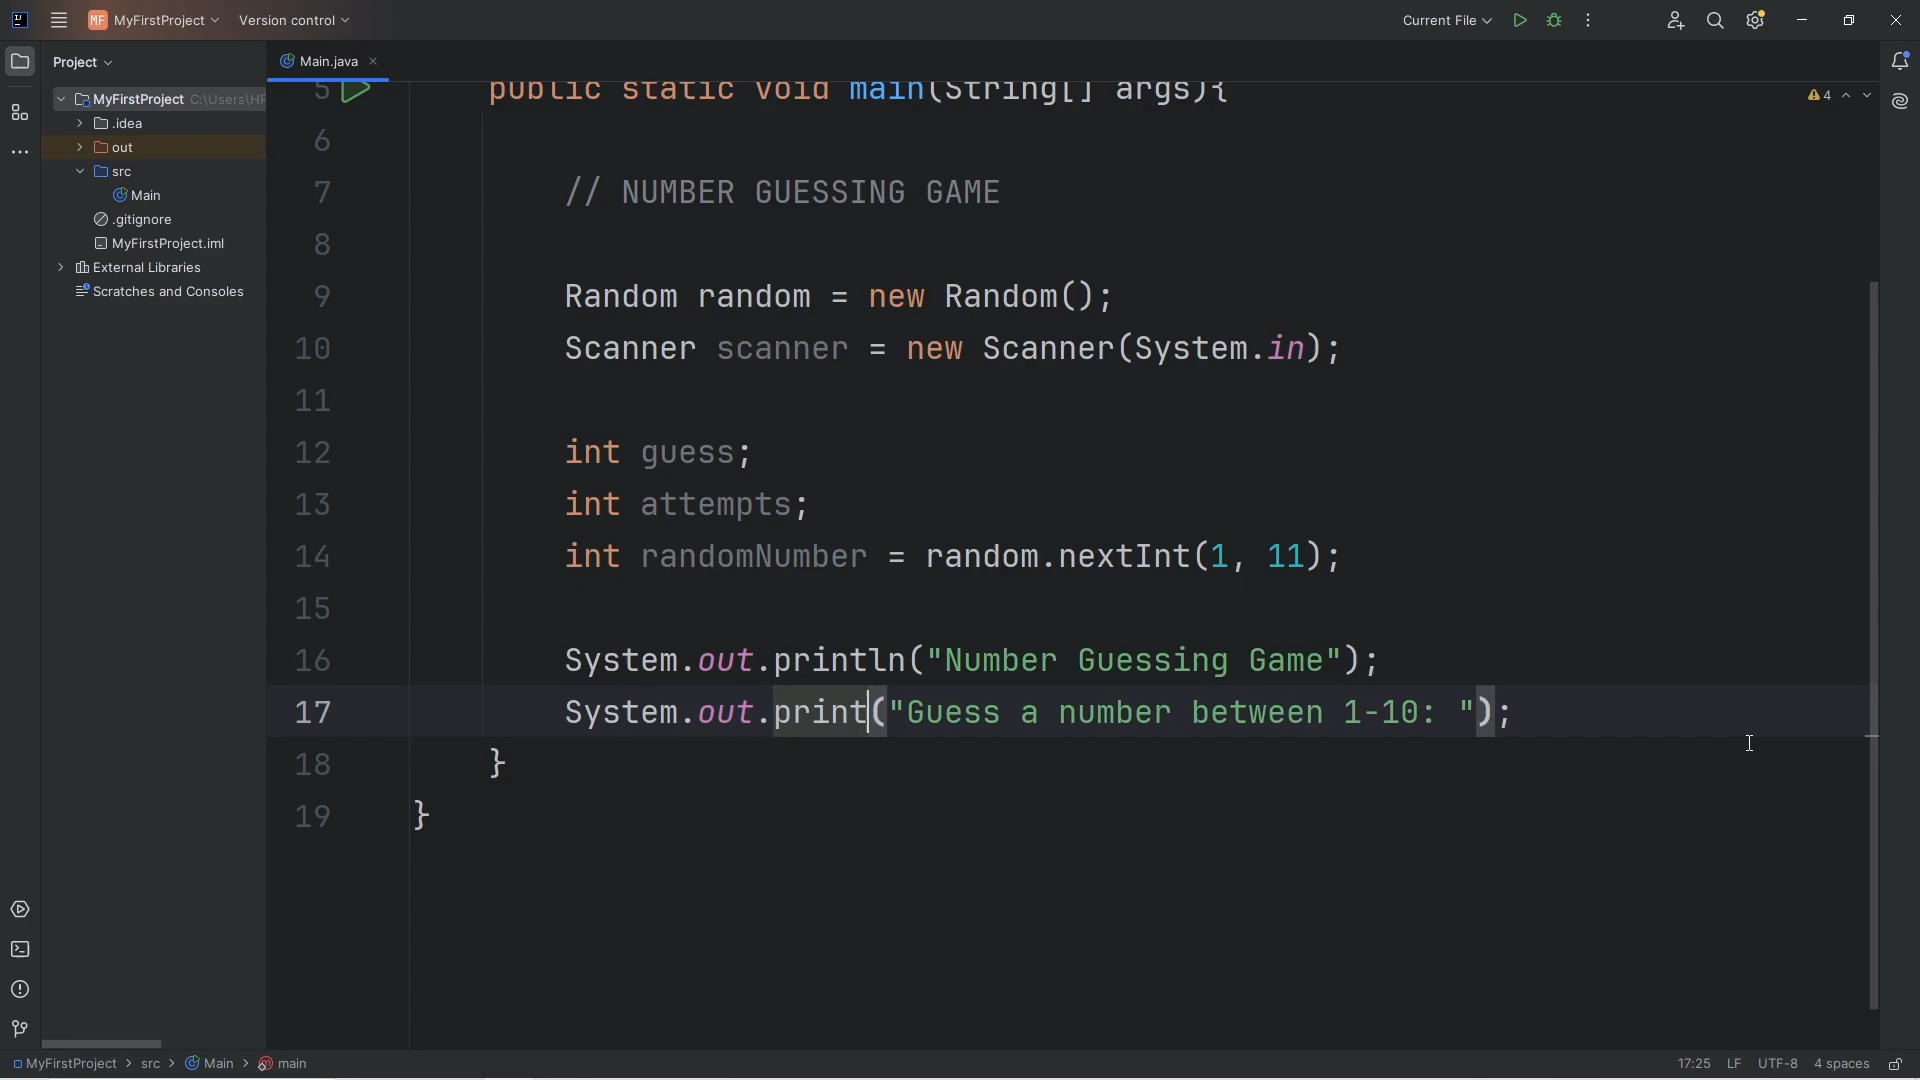 MF MyFirstProject Version control Current File
Project Main.java
MyFirstProject C:\Users\HP
.idea
out
src
Main
.gitignore
MyFirstProject.iml
External Libraries
Scratches and Consoles
4
5 public static void main(String[] args){
6
7 // NUMBER GUESSING GAME
8
9 Random random = new Random();
10 Scanner scanner = new Scanner(System.in);
11
12 int guess;
13 int attempts;
14 int randomNumber = random.nextInt(1, 11);
15
16 System.out.println("Number Guessing Game");
17 System.out.print("Guess a number between 1-10: ");
18 }
19 }
MyFirstProject > src > Main > main 17:25 LF UTF-8 4 spaces